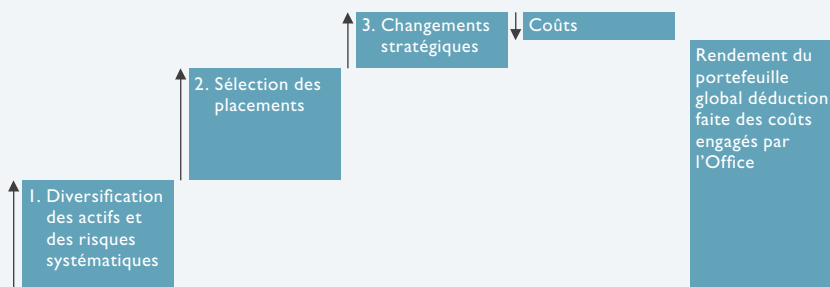 1. Diversification
des actifs et
des risques
systématiques
2. Sélection des
placements
3. Changements
stratégiques
Coûts
Rendement du
portefeuille
global déduction
faite des coûts
engagés par
l’Office